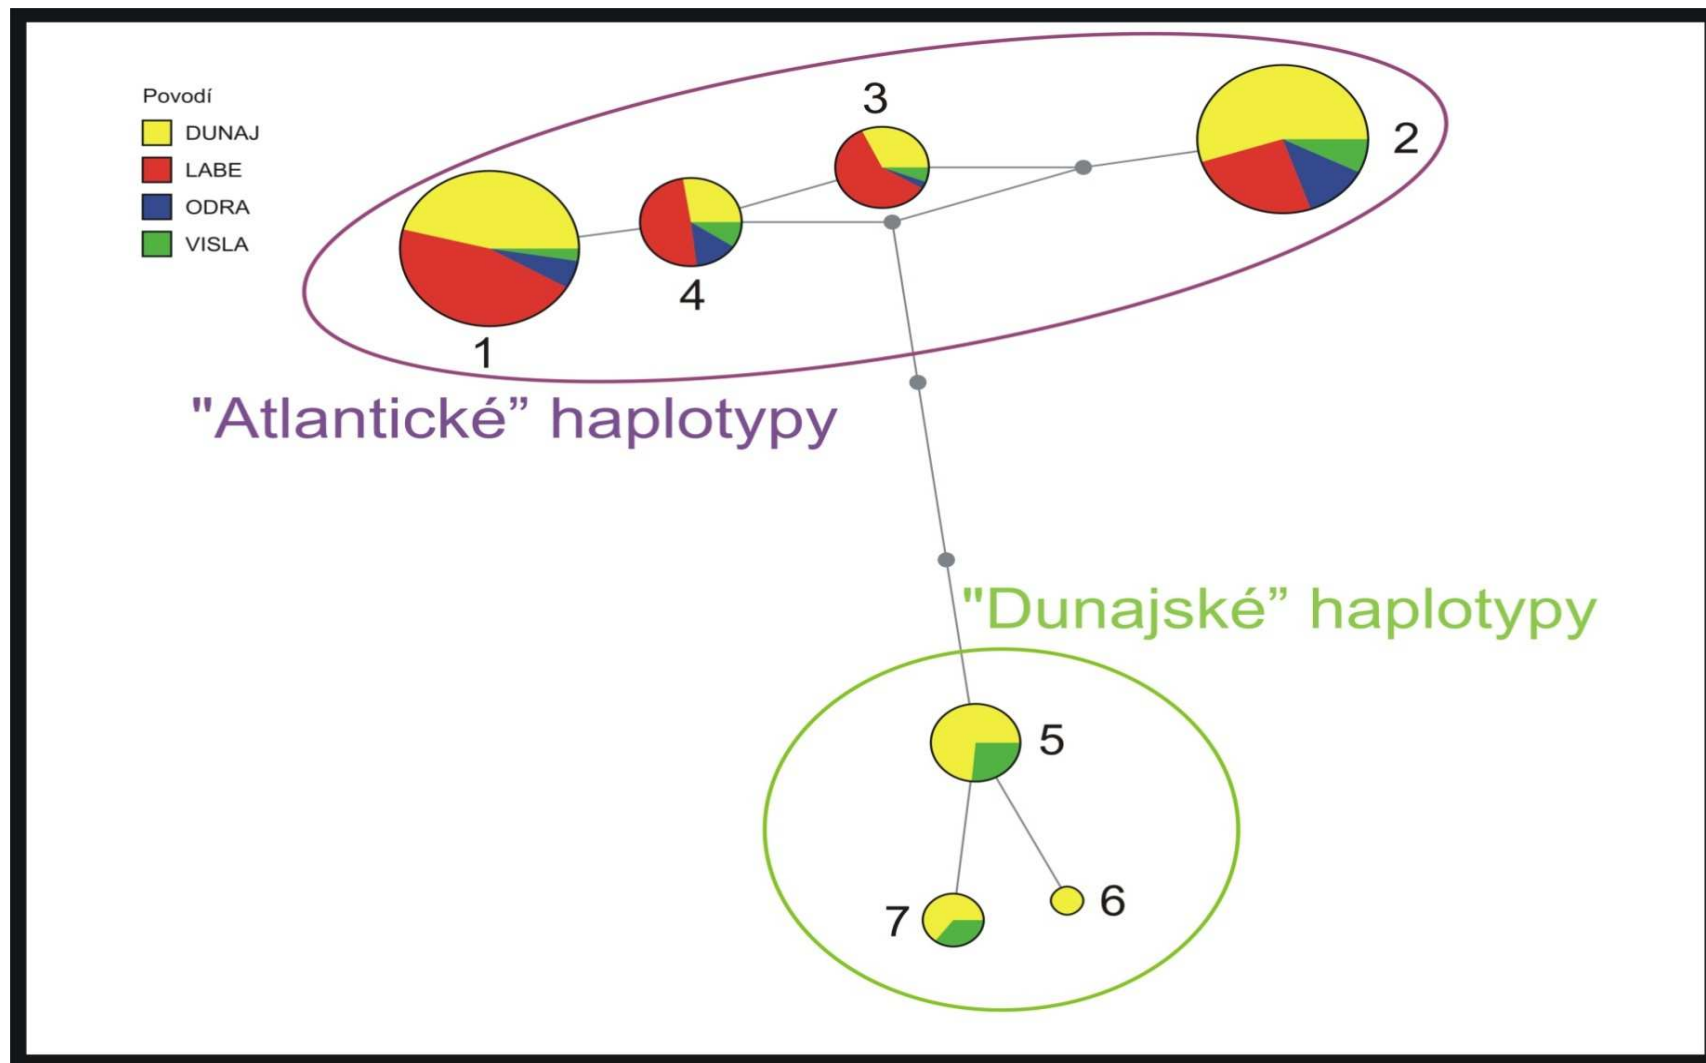 Povodí
DUNAJ
LABE
ODRA
VISLA
3
2
4
1
"Atlantické” haplotypy
"Dunajské” haplotypy
5
7
6